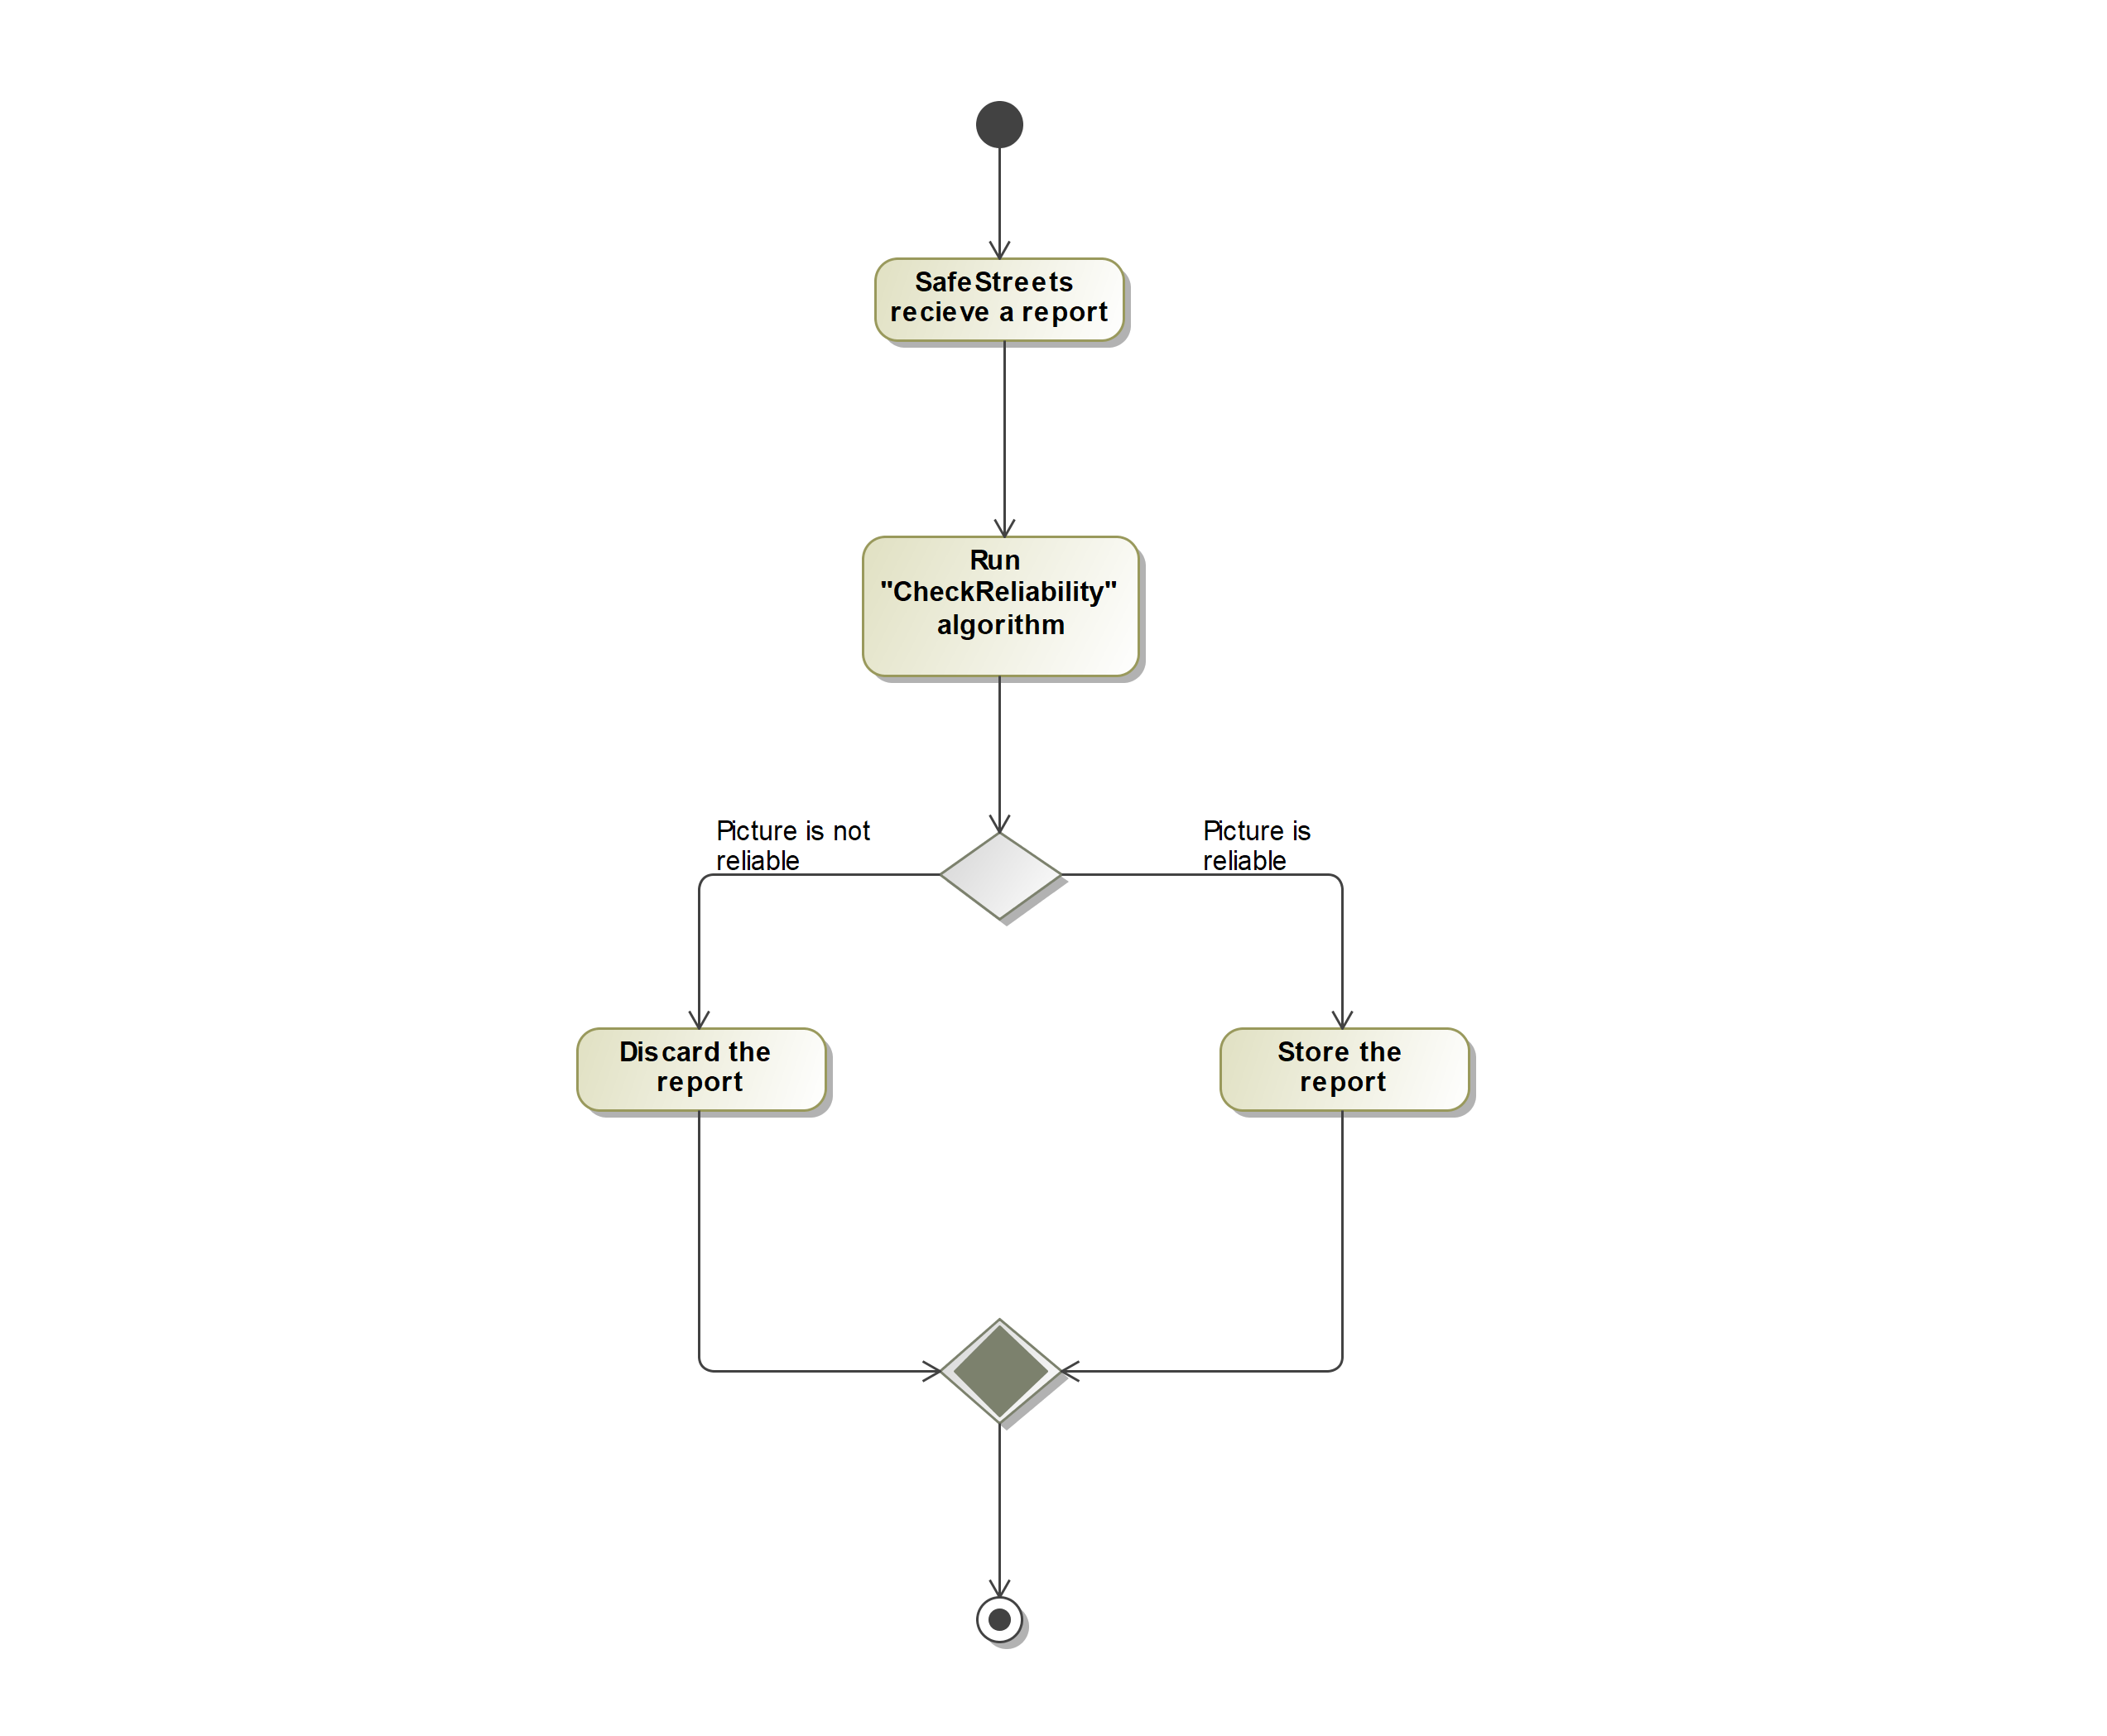 SafeStreets
recieve a report
Run
"CheckReliability"
algorithm
Picture is not
reliable
Picture is
reliable
Discard the
report
Store the
report